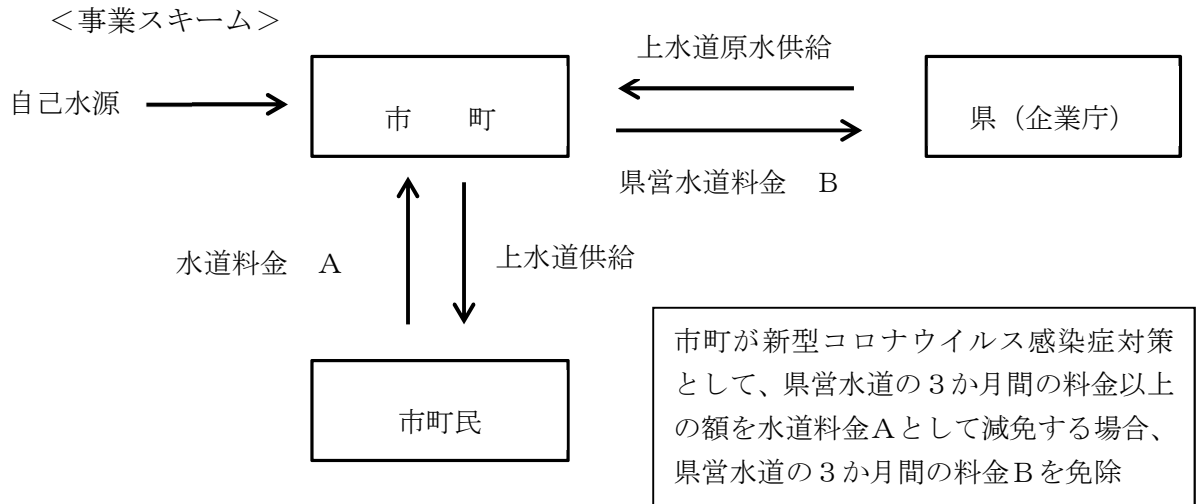 ＜事業スキーム＞
上水道原水供給
自己水源
市　　町
県（企業庁）
県営水道料金　Ｂ
水道料金　Ａ
上水道供給
市町民
市町が新型コロナウイルス感染症対策
として、県営水道の３か月間の料金以上
の額を水道料金Ａとして減免する場合、
県営水道の３か月間の料金Ｂを免除